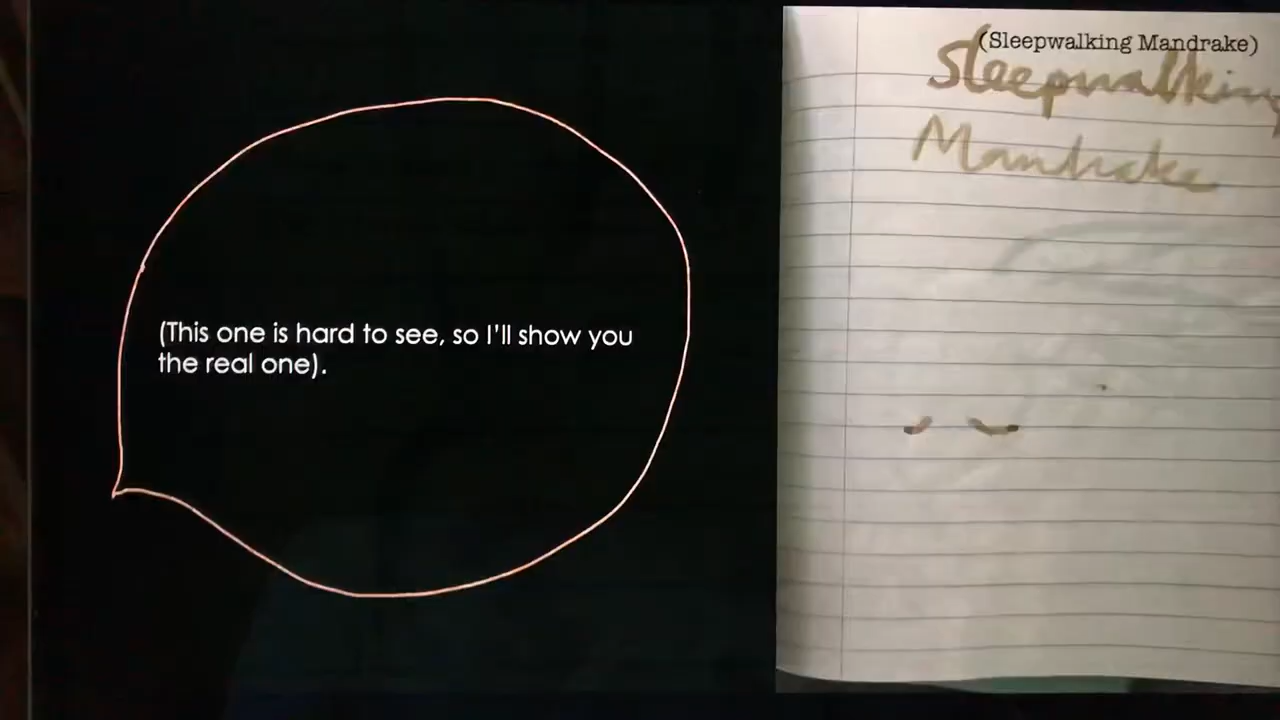 (This one is hard to see, so I'll show you
the real one).
(Sleepwalking Mandrake)
Sleepwalking
Mandrake